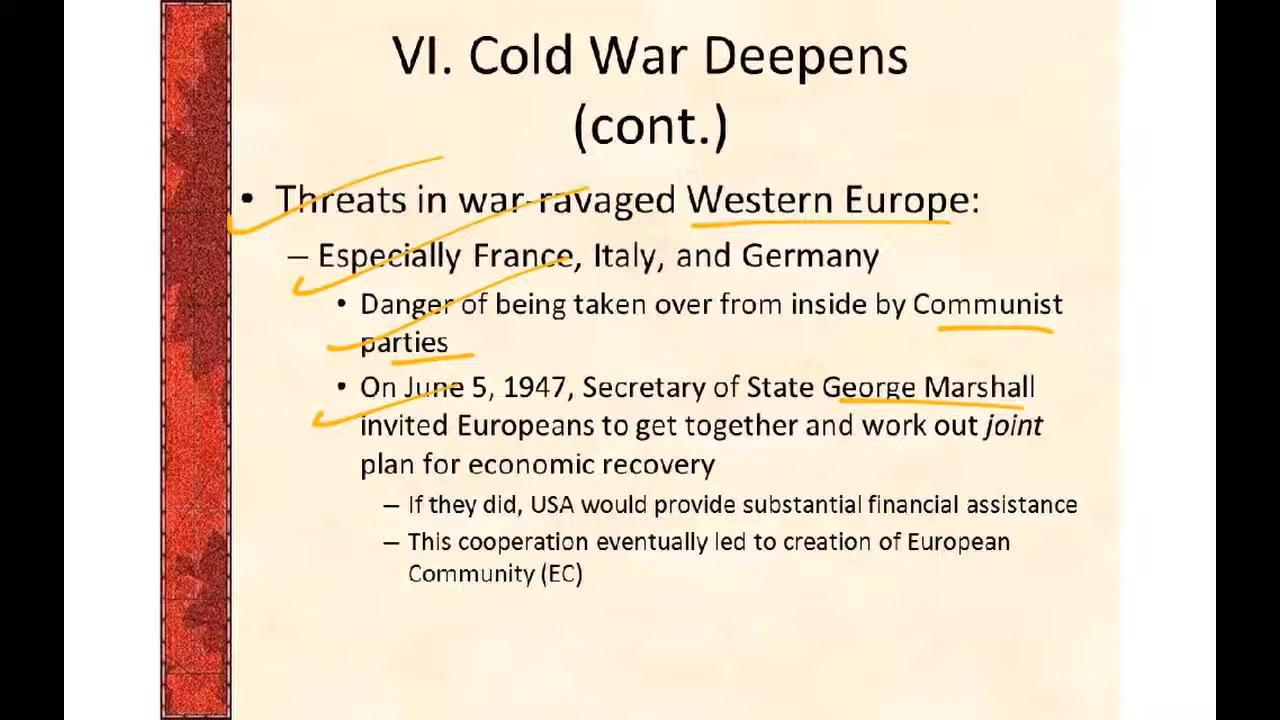 VI. Cold War Deepens
(cont.)
• Threats in war-ravaged Western Europe:
– Especially France, Italy, and Germany
• Danger of being taken over from inside by Communist
parties
• On June 5, 1947, Secretary of State George Marshall
invited Europeans to get together and work out joint
plan for economic recovery
– If they did, USA would provide substantial financial assistance
– This cooperation eventually led to creation of European
Community (EC)